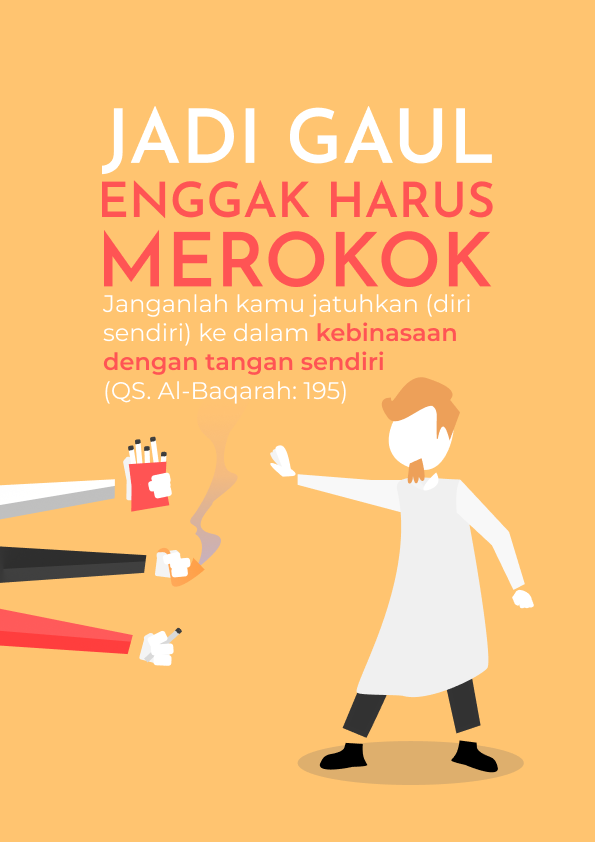 JADI GAUL
ENGGAK HARUS
MEROKOK
Janganlah kamu jatuhkan (diri
sendiri) ke dalam kebinasaan
dengan tangan sendiri
(QS. Al-Baqarah: 195)